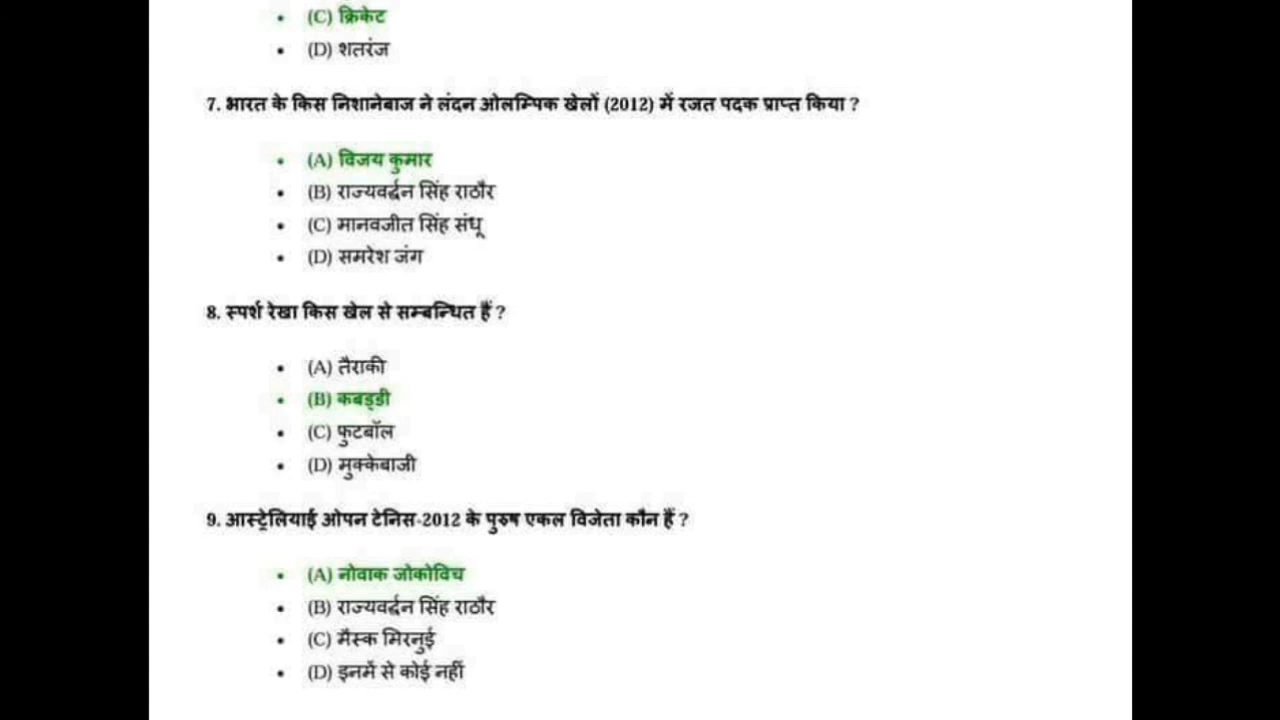 • (C) क्रिकेट
• (D) शतरंज
7. भारत के किस निशानेबाज ने लंदन ओलम्पिक खेलों (2012) में रजत पदक प्राप्त किया ?
• (A) विजय कुमार
• (B) राज्यवर्द्धन सिंह राठौर
• (C) मानवजीत सिंह संधू
• (D) समरेश जंग
8. स्पर्श रेखा किस खेल से सम्बन्धित हैं ?
• (A) तैराकी
• (B) कबड्डी
• (C) फुटबॉल
• (D) मुक्केबाजी
9. आस्ट्रेलियाई ओपन टेनिस-2012 के पुरुष एकल विजेता कौन हैं ?
• (A) नोवाक जोकोविच
• (B) राज्यवर्द्धन सिंह राठौर
• (C) मैस्क मिरनुई
• (D) इनमें से कोई नहीं